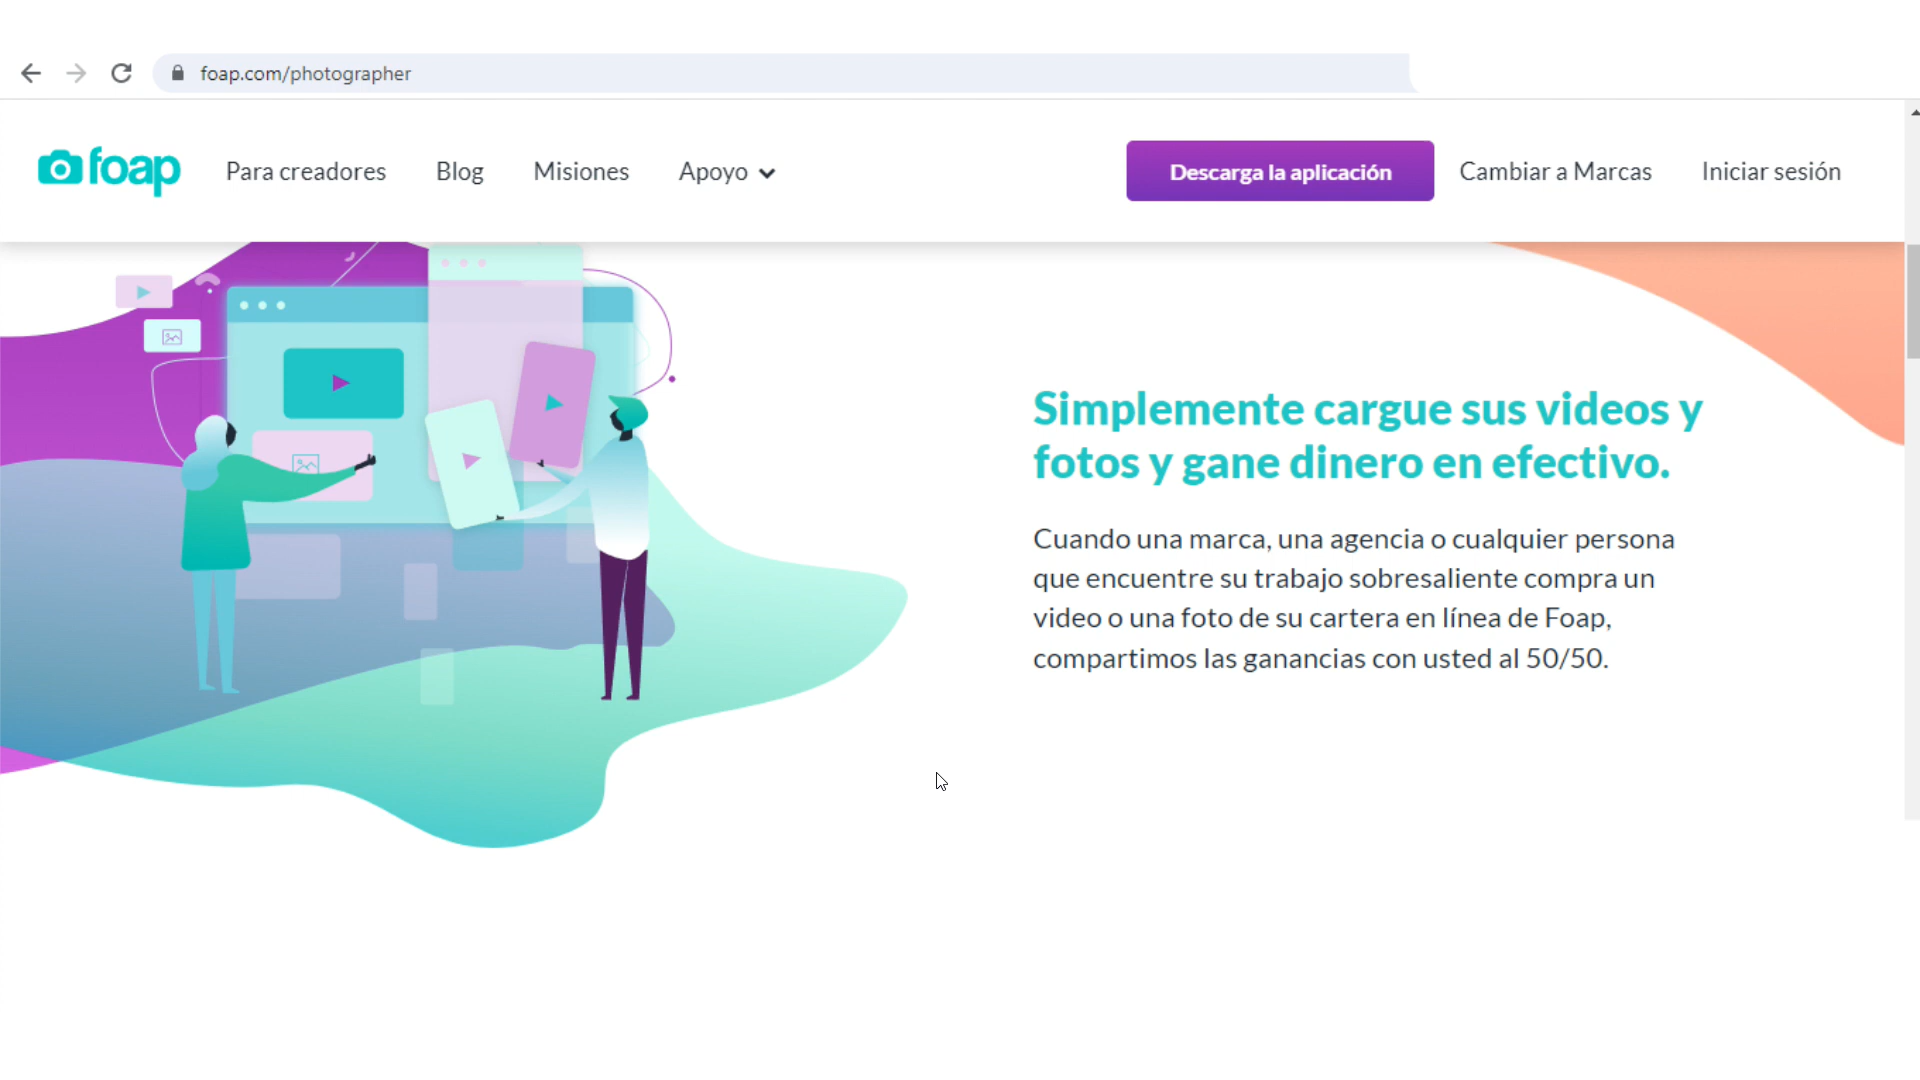 foap.com/photographer
foap
Para creadores
Blog
Misiones
Apoyo
Descarga la aplicación
Cambiar a Marcas
Iniciar sesión
Simplemente cargue sus videos y
fotos y gane dinero en efectivo.
Cuando una marca, una agencia o cualquier persona
que encuentre su trabajo sobresaliente compra un
video o una foto de su cartera en línea de Foap,
compartimos las ganancias con usted al 50/50.